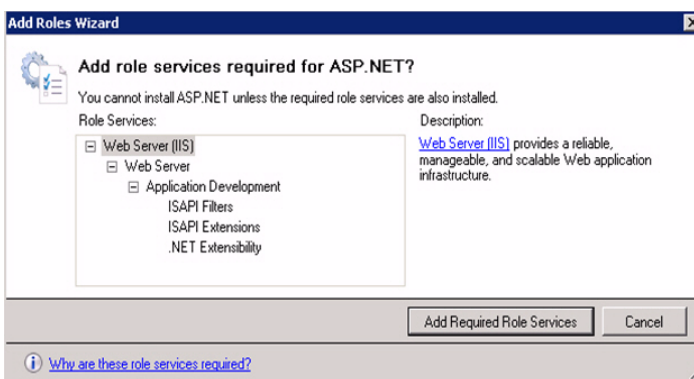 Add Roles Wizard
Add role services required for ASP.NET?
You cannot install ASP.NET unless the required role services are also installed.
Role Services:
Web Server (IIS)
Web Server
Application Development
ISAPI Filters
ISAPI Extensions
.NET Extensibility
Description:
Web Server (IIS) provides a reliable,
manageable, and scalable Web application
infrastructure.
Add Required Role Services
Cancel
Why are these role services required?